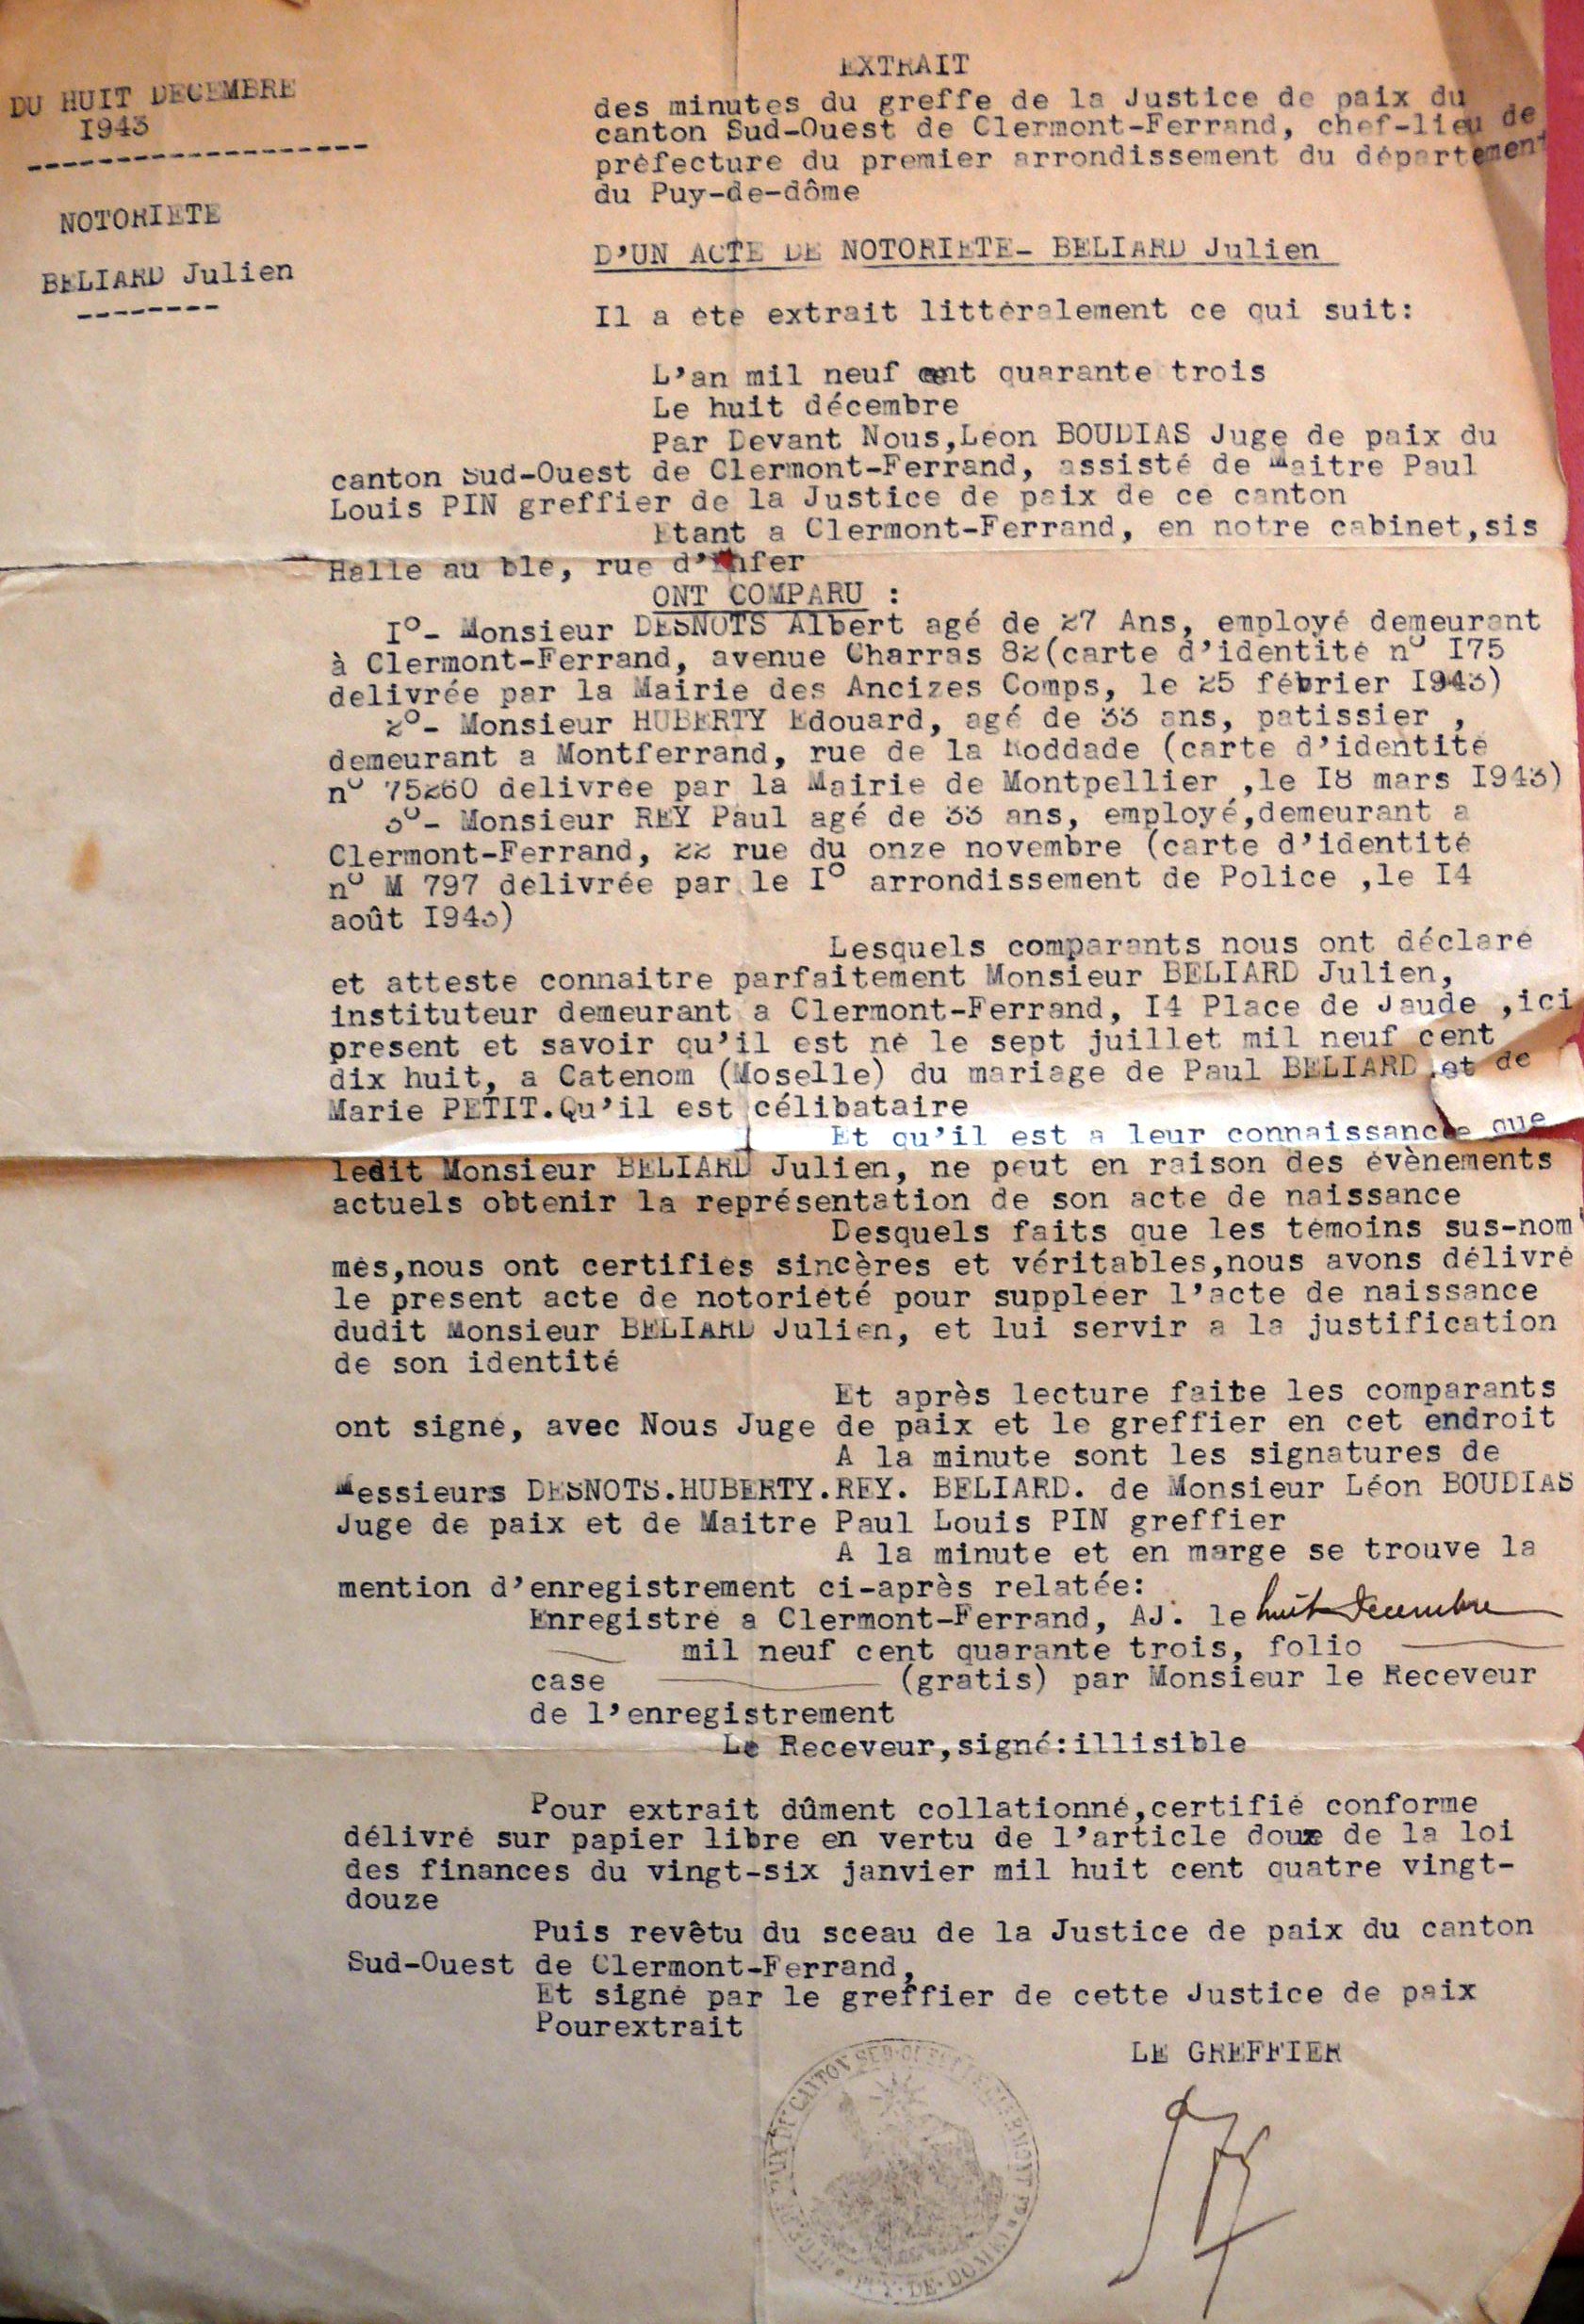 DU HUIT DECEMBRE
1943
NOTORIETE
BELIARD Julien
EXTRAIT
des minutes du greffe de la Justice de paix du
canton Sud-Ouest de Clermont-Ferrand, chef-lieu de
préfecture du premier arrondissement du département
du Puy-de-dôme
D'UN ACTE DE NOTORIETE- BELIARD Julien
Il a été extrait littéralement ce qui suit:
L'an mil neuf cent quarante trois
Le huit décembre
Par Devant Nous,Léon BOUDIAS Juge de paix du
canton Sud-Ouest de Clermont-Ferrand, assisté de Maitre Paul
Louis PIN greffier de la Justice de paix de ce canton
Etant a Clermont-Ferrand, en notre cabinet,sis
Halle au blé, rue d'Enfer
ONT COMPARU :
I°- Monsieur DESNOTS Albert agé de 27 Ans, employé demeurant
à Clermont-Ferrand, avenue Charras 82(carte d'identité n° I75
delivrée par la Mairie des Ancizes Comps, le 25 février I943)
2°- Monsieur HUBERTY Edouard, agé de 33 ans, patissier ,
demeurant a Montferrand, rue de la Roddade (carte d'identité
n° 75260 delivrée par la Mairie de Montpellier ,le I8 mars I943)
3°- Monsieur REY Paul agé de 33 ans, employé,demeurant a
Clermont-Ferrand, 22 rue du onze novembre (carte d'identité
n° M 797 délivrée par le I° arrondissement de Police ,le I4
août I943)
Lesquels comparants nous ont déclaré
et atteste connaitre parfaitement Monsieur BELIARD Julien,
instituteur demeurant a Clermont-Ferrand, I4 Place de Jaude ,ici
present et savoir qu'il est né le sept juillet mil neuf cent
dix huit, a Catenom (Moselle) du mariage de Paul BELIARD et de
Marie PETIT.Qu'il est célibataire
Et qu'il est a leur connaissance que
ledit Monsieur BELIARD Julien, ne peut en raison des évènements
actuels obtenir la représentation de son acte de naissance
Desquels faits que les témoins sus-nom
més,nous ont certifiés sincères et véritables,nous avons délivré
le present acte de notoriété pour suppléer l'acte de naissance
dudit Monsieur BELIARD Julien, et lui servir a la justification
de son identité
Et après lecture faite les comparants
ont signé, avec Nous Juge de paix et le greffier en cet endroit
A la minute sont les signatures de
Messieurs DESNOTS.HUBERTY.REY. BELIARD. de Monsieur Léon BOUDIAS
Juge de paix et de Maitre Paul Louis PIN greffier
A la minute et en marge se trouve la
mention d'enregistrement ci-après relatée:
Enregistré a Clermont-Ferrand, AJ. le huit Decembre
mil neuf cent quarante trois, folio
case (gratis) par Monsieur le Receveur
de l'enregistrement
Le Receveur,signé:illisible
Pour extrait dûment collationné,certifié conforme
délivré sur papier libre en vertu de l'article doux de la loi
des finances du vingt-six janvier mil huit cent quatre vingt-
douze
Puis revêtu du sceau de la Justice de paix du canton
Sud-Ouest de Clermont-Ferrand,
Et signé par le greffier de cette Justice de paix
Pourextrait
LE GREFFIER
CANTON SUD-OUEST
PUY-DE-DOME